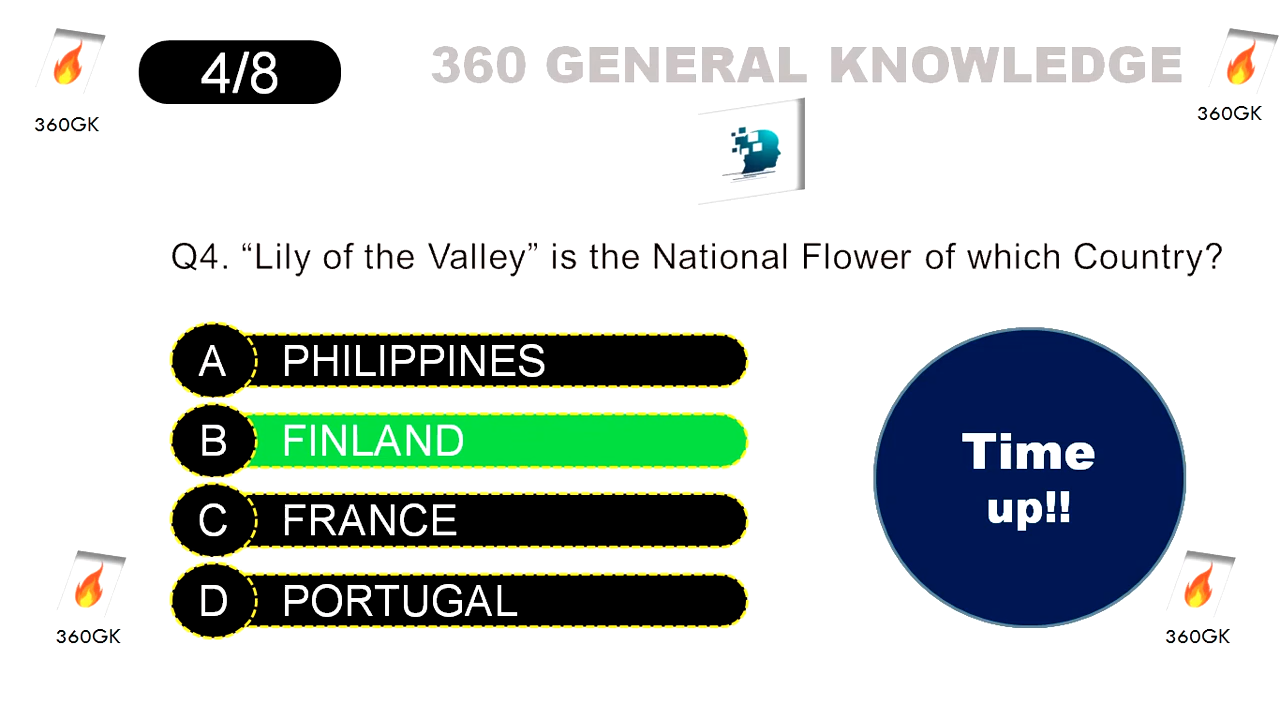 4/8
360 GENERAL KNOWLEDGE
360GK
360GK
Q4. “Lily of the Valley” is the National Flower of which Country?
A PHILIPPINES
B FINLAND
C FRANCE
D PORTUGAL
Time
up!!
360GK
360GK